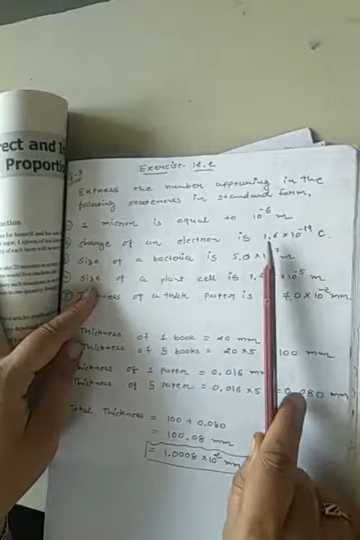 rect and I
Proportio
Exercise- 12.2
Express the number appearing in the
following statements in standard form.
1 micron is equal to 10⁻⁶ m
charge of an electron is 1.6 × 10⁻¹⁹ C.
Size of a bacteria is 5.0 × 1
Size of a plant cell is 1. × 10⁻⁵ m
of a thick paper is 7.0 × 10⁻² mm
Thickness of 1 book = 20 mm
Thickness of 5 books = 20 × 5 100 mm
Thickness of 1 paper = 0.016 mm
Thickness of 5 paper = 0.016 × 5 = 0.080 mm
Total Thickness = 100 + 0.080
= 100.08 mm
= 1.0008 × 10² mm